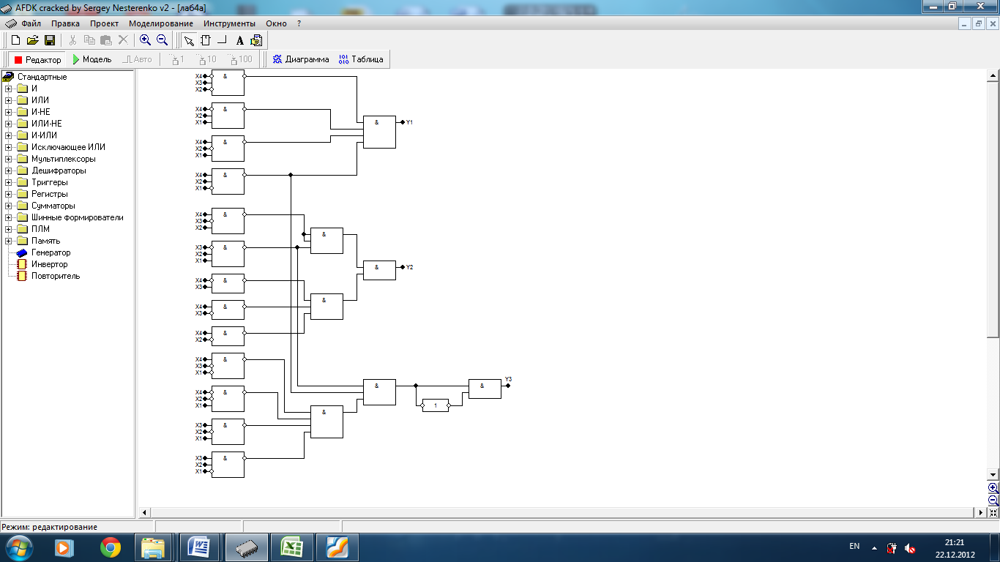 AFDK cracked by Sergey Nesterenko v2 - [ла64а]
Файл Правка Проект Моделирование Инструменты Окно ?
A
Редактор Модель Авто 1 10 100 Диаграмма Таблица
Стандартные
И
ИЛИ
И-НЕ
ИЛИ-НЕ
И-ИЛИ
Исключающее ИЛИ
Мультиплексоры
Дешифраторы
Триггеры
Регистры
Сумматоры
Шинные формирователи
ПЛМ
Память
Генератор
Инвертор
Повторитель
X4 &
X3
X2
X4 &
X2
X1
& Y1
X4 &
X2
X1
X4 &
X2
X1
X4 &
X3
X2
&
X3 &
X2
X1
& Y2
X4 &
X3
&
X4 &
X3
X4 &
X2
X4 &
X3
X1
& & Y3
X4 &
X2
X1
1
&
X3 &
X2
X1
X3 &
X2
X1
Режим: редактирование
EN
21:21
22.12.2012